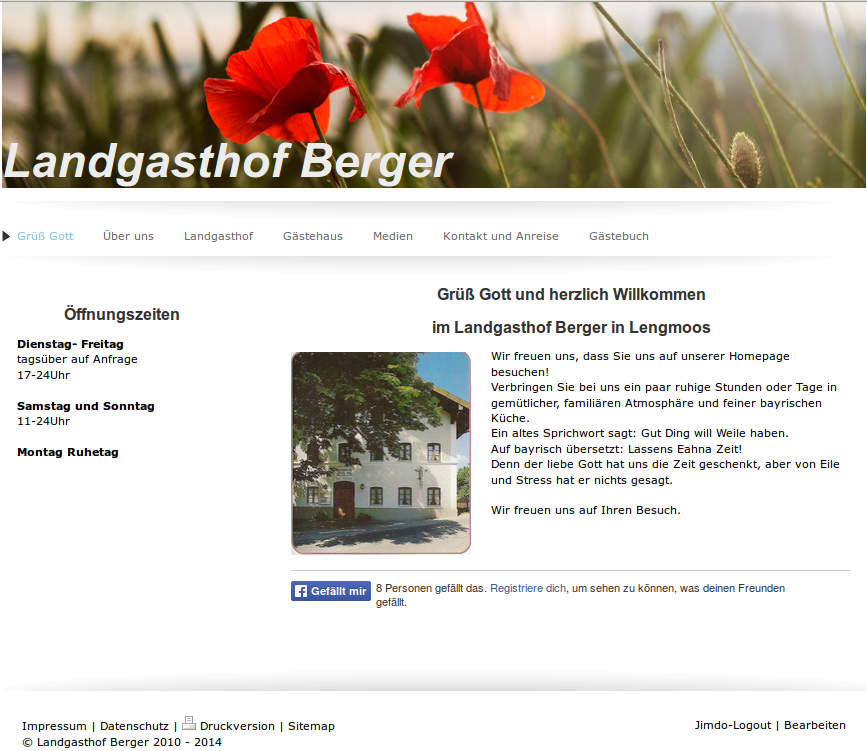 Landgasthof Berger
Grüß Gott
Über uns
Landgasthof
Gästehaus
Medien
Kontakt und Anreise
Gästebuch
Öffnungszeiten
Dienstag- Freitag
tagsüber auf Anfrage
17-24Uhr
Samstag und Sonntag
11-24Uhr
Montag Ruhetag
Grüß Gott und herzlich Willkommen
im Landgasthof Berger in Lengmoos
Wir freuen uns, dass Sie uns auf unserer Homepage
besuchen!
Verbringen Sie bei uns ein paar ruhige Stunden oder Tage in
gemütlicher, familiären Atmosphäre und feiner bayrischen
Küche.
Ein altes Sprichwort sagt: Gut Ding will Weile haben.
Auf bayrisch übersetzt: Lassens Eahna Zeit!
Denn der liebe Gott hat uns die Zeit geschenkt, aber von Eile
und Stress hat er nichts gesagt.
Wir freuen uns auf Ihren Besuch.
Gefällt mir
8 Personen gefällt das. Registriere dich, um sehen zu können, was deinen Freunden
gefällt.
Impressum | Datenschutz | Druckversion | Sitemap
© Landgasthof Berger 2010 - 2014
Jimdo-Logout | Bearbeiten